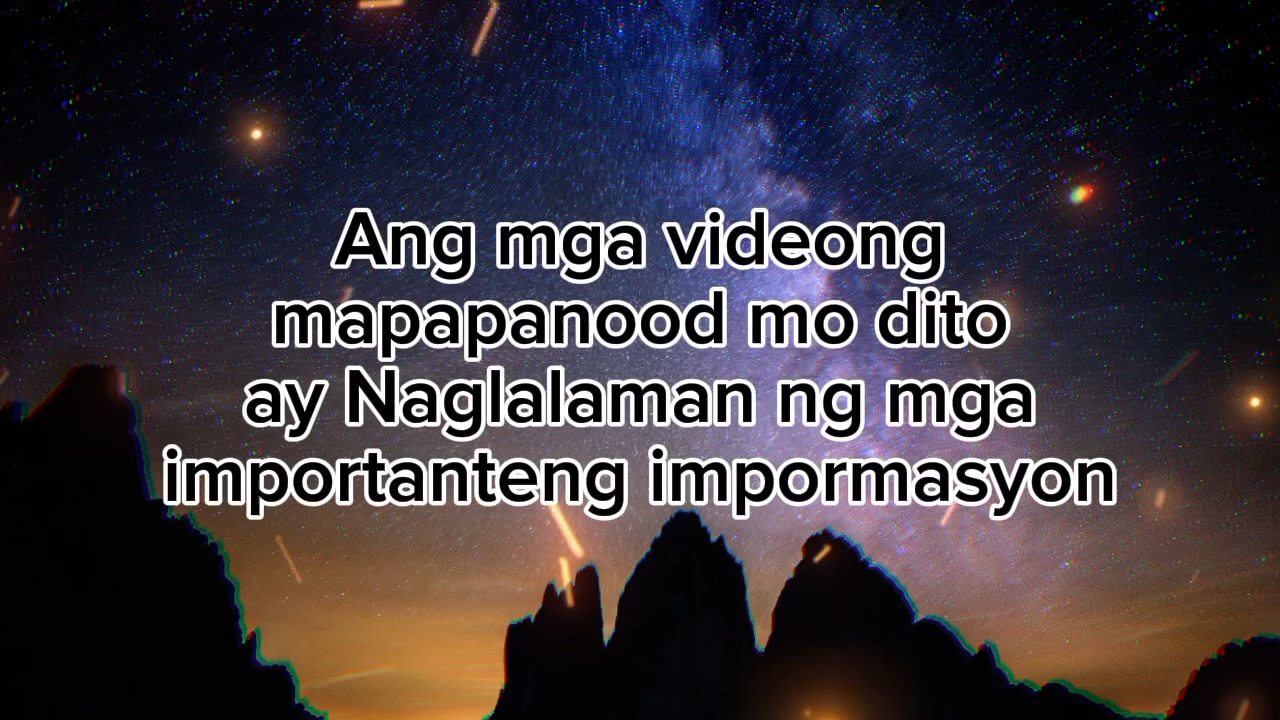 Ang mga videong
mapapanood mo dito
ay Naglalaman ng mga
importanteng impormasyon